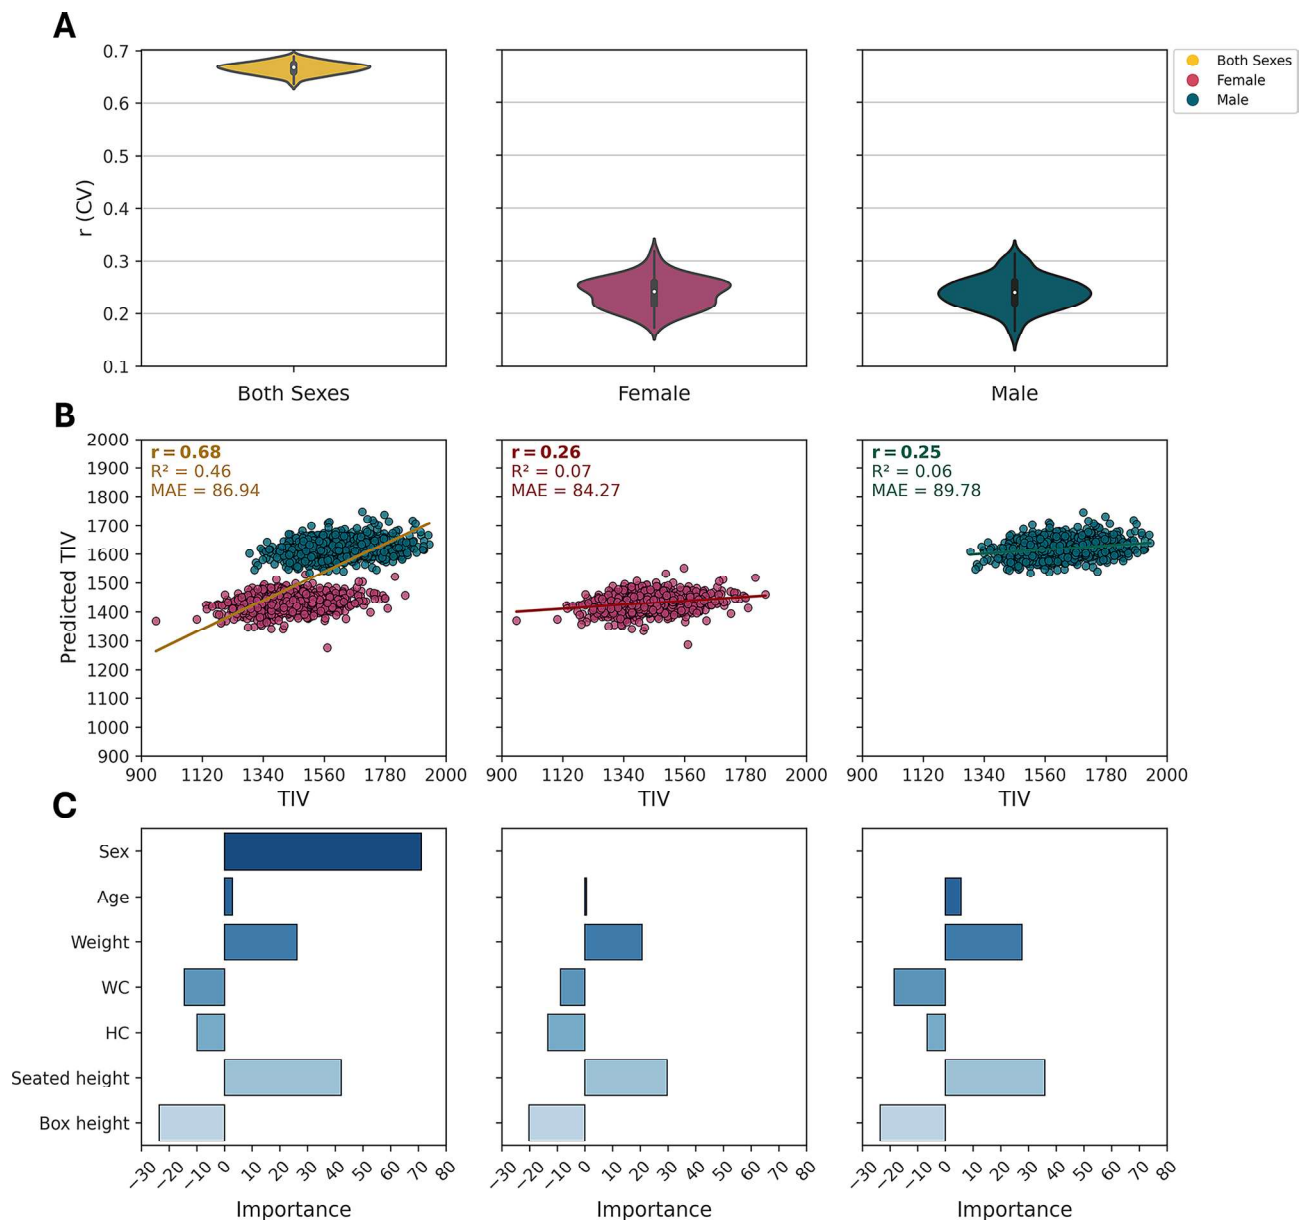 A
0.7
0.6
0.5
0.4
0.3
0.2
0.1
r (CV)
Both Sexes
Female
Male
Both Sexes
Female
Male
B
2000
1900
1800
1700
1600
1500
1400
1300
1200
1100
1000
900
Predicted TIV
r = 0.68
R² = 0.46
MAE = 86.94
r = 0.26
R² = 0.07
MAE = 84.27
r = 0.25
R² = 0.06
MAE = 89.78
900 1120 1340 1560 1780 2000
900 1120 1340 1560 1780 2000
900 1120 1340 1560 1780 2000
TIV
TIV
TIV
C
Sex
Age
Weight
WC
HC
Seated height
Box height
−30 −20 −10 0 10 20 30 40 50 60 70 80
−30 −20 −10 0 10 20 30 40 50 60 70 80
−30 −20 −10 0 10 20 30 40 50 60 70 80
Importance
Importance
Importance